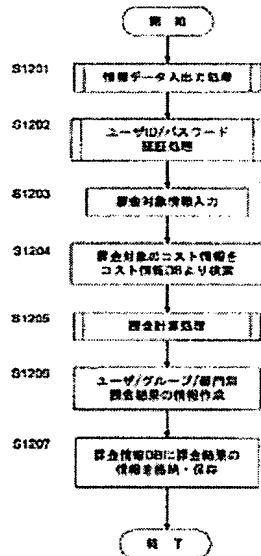 開 始
S1201
情報データ入出力処理
S1202
ユーザID/パスワード
認証処理
S1203
課金対象情報入力
S1204
課金対象のコスト情報を
コスト情報DBより検索
S1205
課金計算処理
S1206
ユーザ/グループ/部門別
課金結果の情報作成
S1207
課金情報DBに課金結果の
情報を格納・保存
終 了